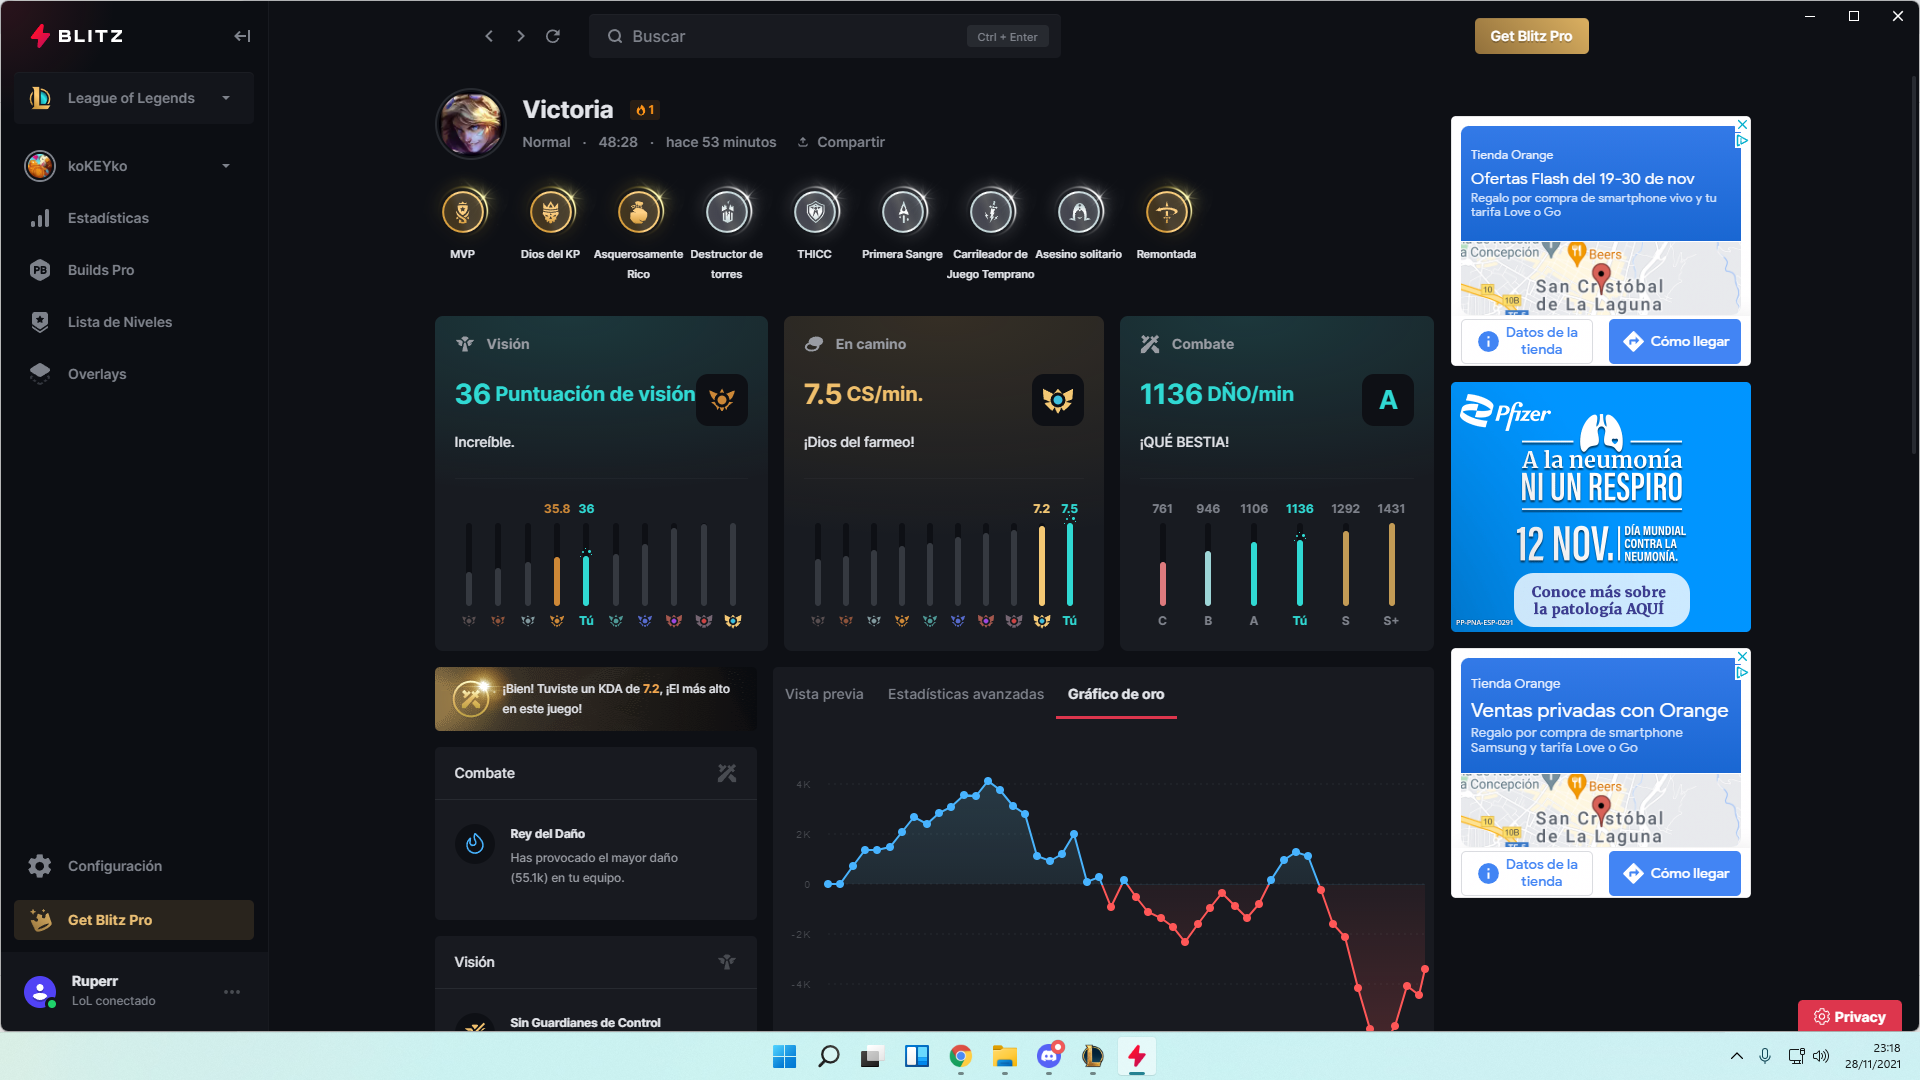 BLITZ
Buscar
Ctrl + Enter
Get Blitz Pro
League of Legends
koKEYko
Estadísticas
PB
Builds Pro
Lista de Niveles
Overlays
Configuración
Get Blitz Pro
Ruperr
LoL conectado
Victoria
1
Normal · 48:28 · hace 53 minutos
Compartir
MVP
Dios del KP
Asquerosamente
Rico
Destructor de
torres
THICC
Primera Sangre
Carrileador de
Juego Temprano
Asesino solitario
Remontada
Visión
36 Puntuación de visión
Increíble.
35.8 36
Tú
En camino
7.5 CS/min.
¡Dios del farmeo!
7.2 7.5
Tú
Combate
1136 DÑO/min
A
¡QUÉ BESTIA!
761 946 1106 1136 1292 1431
C B A Tú S S+
¡Bien! Tuviste un KDA de 7.2, ¡El más alto
en este juego!
Combate
Rey del Daño
Has provocado el mayor daño
(55.1k) en tu equipo.
Visión
Sin Guardianes de Control
Vista previa
Estadísticas avanzadas
Gráfico de oro
4K
2K
0
-2K
-4K
Tienda Orange
Ofertas Flash del 19-30 de nov
Regalo por compra de smartphone vivo y tu
tarifa Love o Go
a Concepción
Beers
San Cristóbal
de La Laguna
10
10B
Datos de la
tienda
Cómo llegar
Pfizer
A la neumonía
NI UN RESPIRO
12 NOV.
DÍA MUNDIAL
CONTRA LA
NEUMONÍA.
Conoce más sobre
la patología AQUÍ
PP-PNA-ESP-0291
Tienda Orange
Ventas privadas con Orange
Regalo por compra de smartphone
Samsung y tarifa Love o Go
a Concepción
Beers
San Cristóbal
de La Laguna
10
10B
Datos de la
tienda
Cómo llegar
Privacy
23:18
28/11/2021